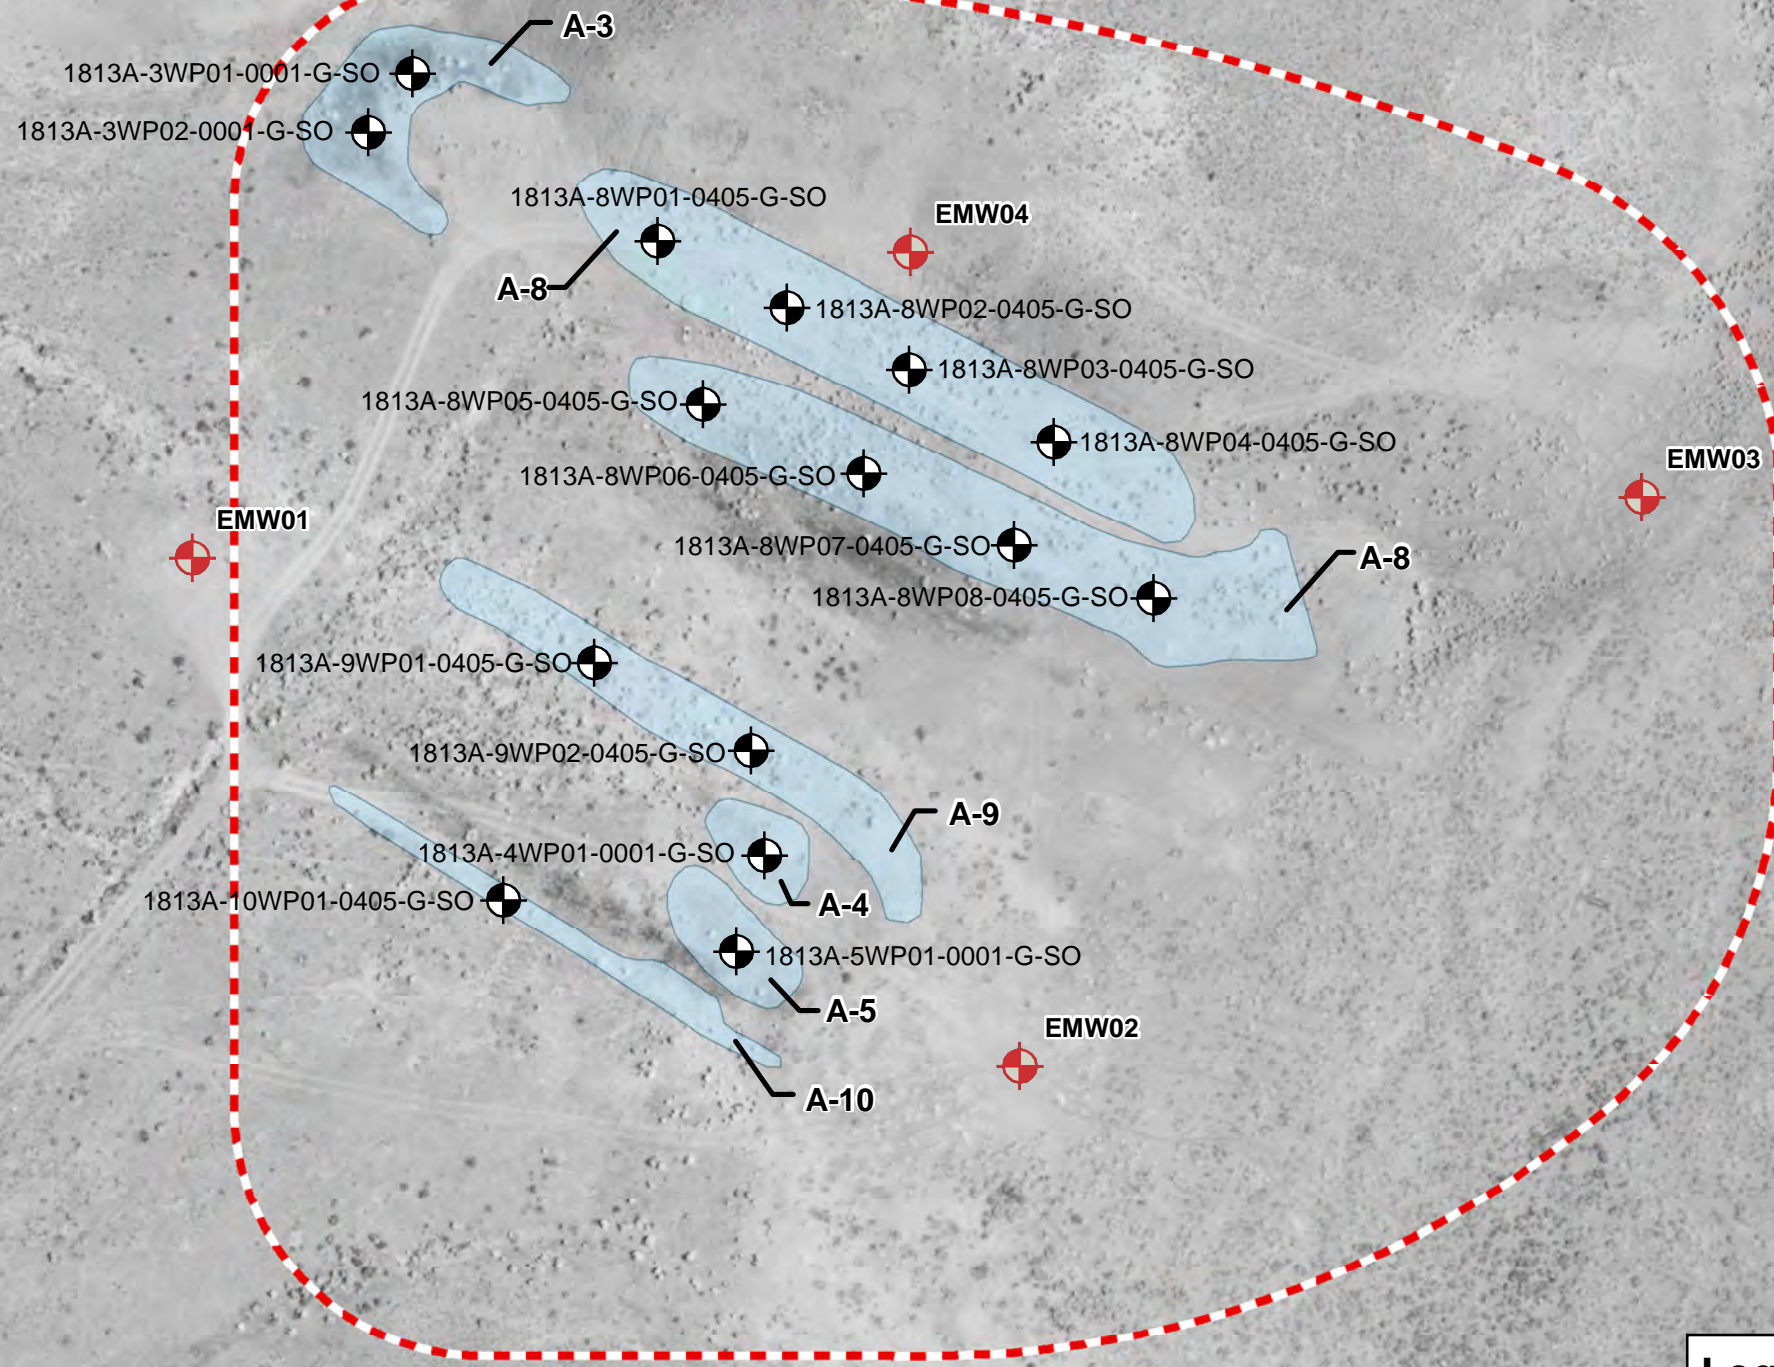 A-3
1813A-3WP01-0001-G-SO
1813A-3WP02-0001-G-SO
1813A-8WP01-0405-G-SO
EMW04
A-8
1813A-8WP02-0405-G-SO
1813A-8WP03-0405-G-SO
1813A-8WP05-0405-G-SO
1813A-8WP04-0405-G-SO
EMW03
1813A-8WP06-0405-G-SO
EMW01
1813A-8WP07-0405-G-SO
A-8
1813A-8WP08-0405-G-SO
1813A-9WP01-0405-G-SO
1813A-9WP02-0405-G-SO
A-9
1813A-4WP01-0001-G-SO
1813A-10WP01-0405-G-SO
A-4
1813A-5WP01-0001-G-SO
A-5
EMW02
A-10